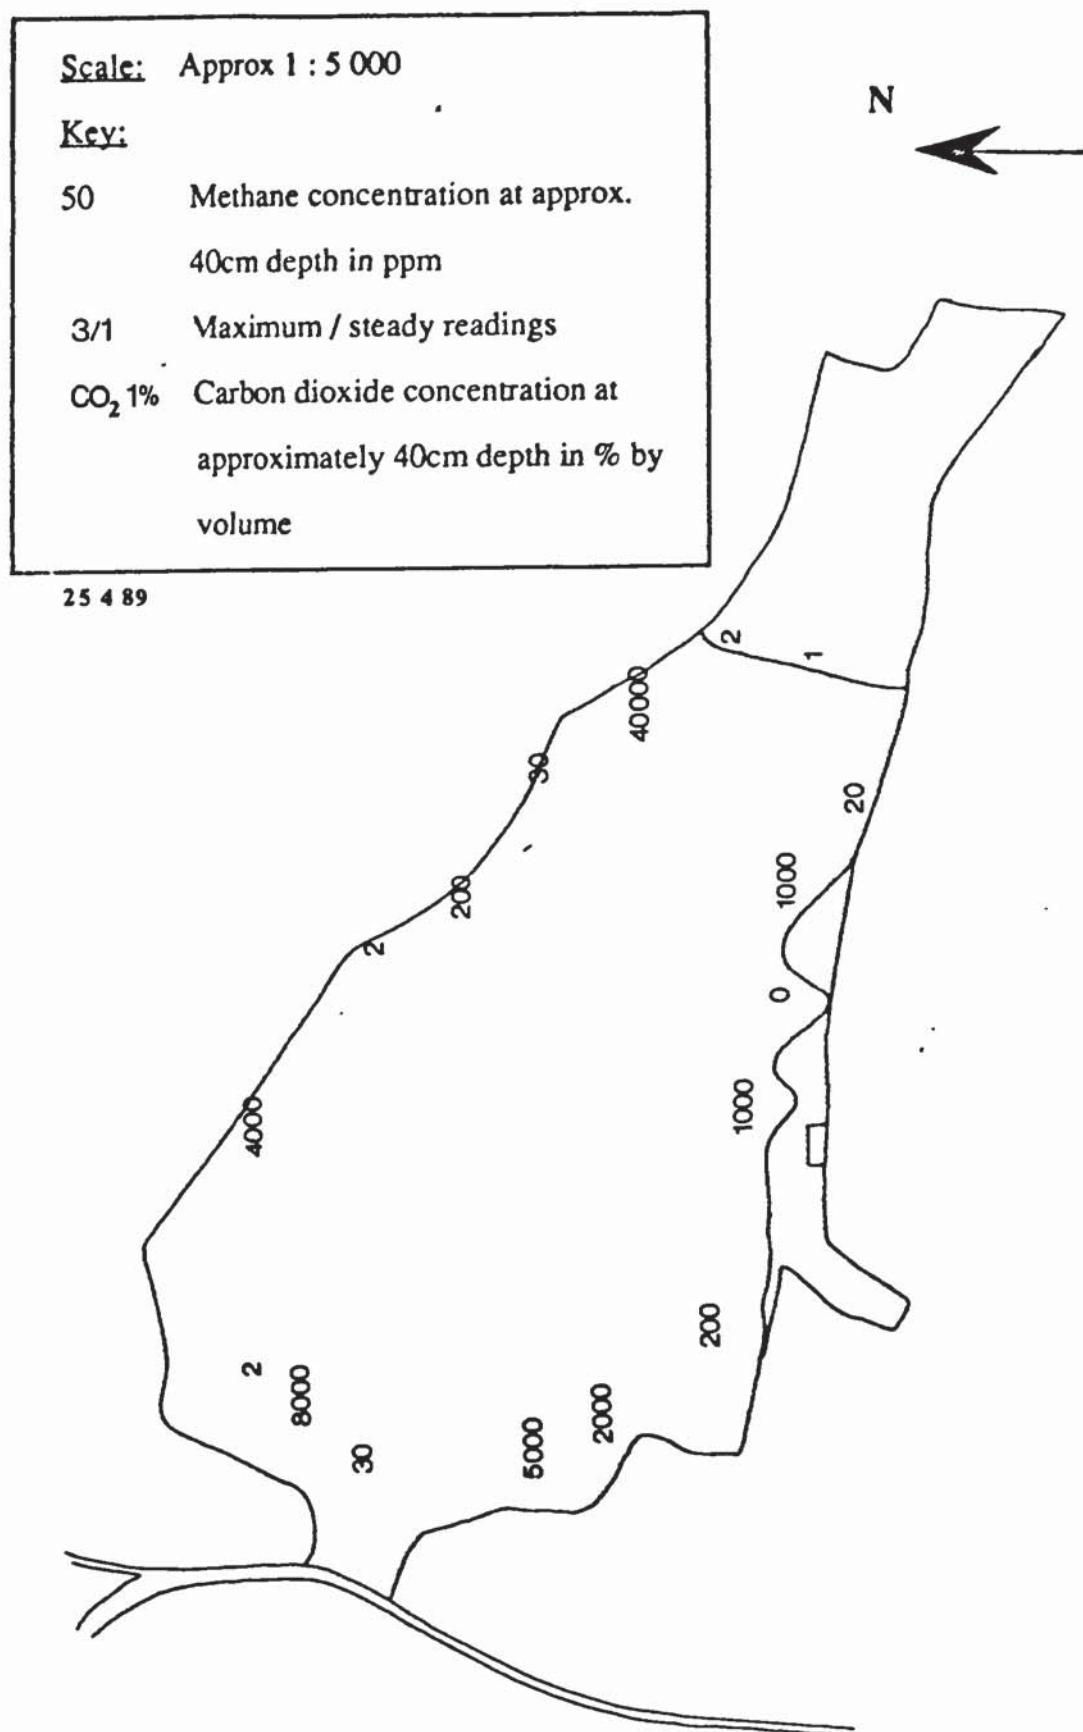 Scale: Approx 1 : 5 000
Key:
50 Methane concentration at approx.
40cm depth in ppm
3/1 Maximum / steady readings
CO₂ 1% Carbon dioxide concentration at
approximately 40cm depth in % by
volume
25 4 89
N
2
1
40000
30
20
1000
200
2
0
1000
4000
200
2
8000
2000
5000
30